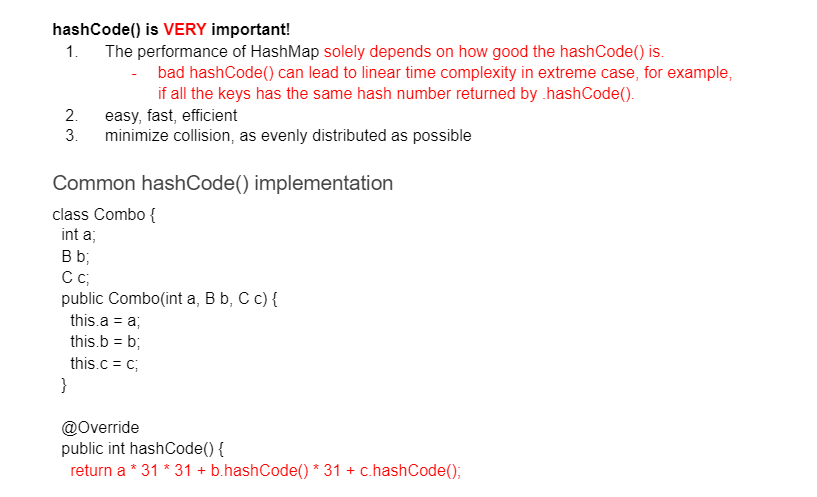 hashCode() is VERY important!
1. The performance of HashMap solely depends on how good the hashCode() is.
- bad hashCode() can lead to linear time complexity in extreme case, for example,
if all the keys has the same hash number returned by .hashCode().
2. easy, fast, efficient
3. minimize collision, as evenly distributed as possible
Common hashCode() implementation
class Combo {
int a;
B b;
C c;
public Combo(int a, B b, C c) {
this.a = a;
this.b = b;
this.c = c;
}
@Override
public int hashCode() {
return a * 31 * 31 + b.hashCode() * 31 + c.hashCode();